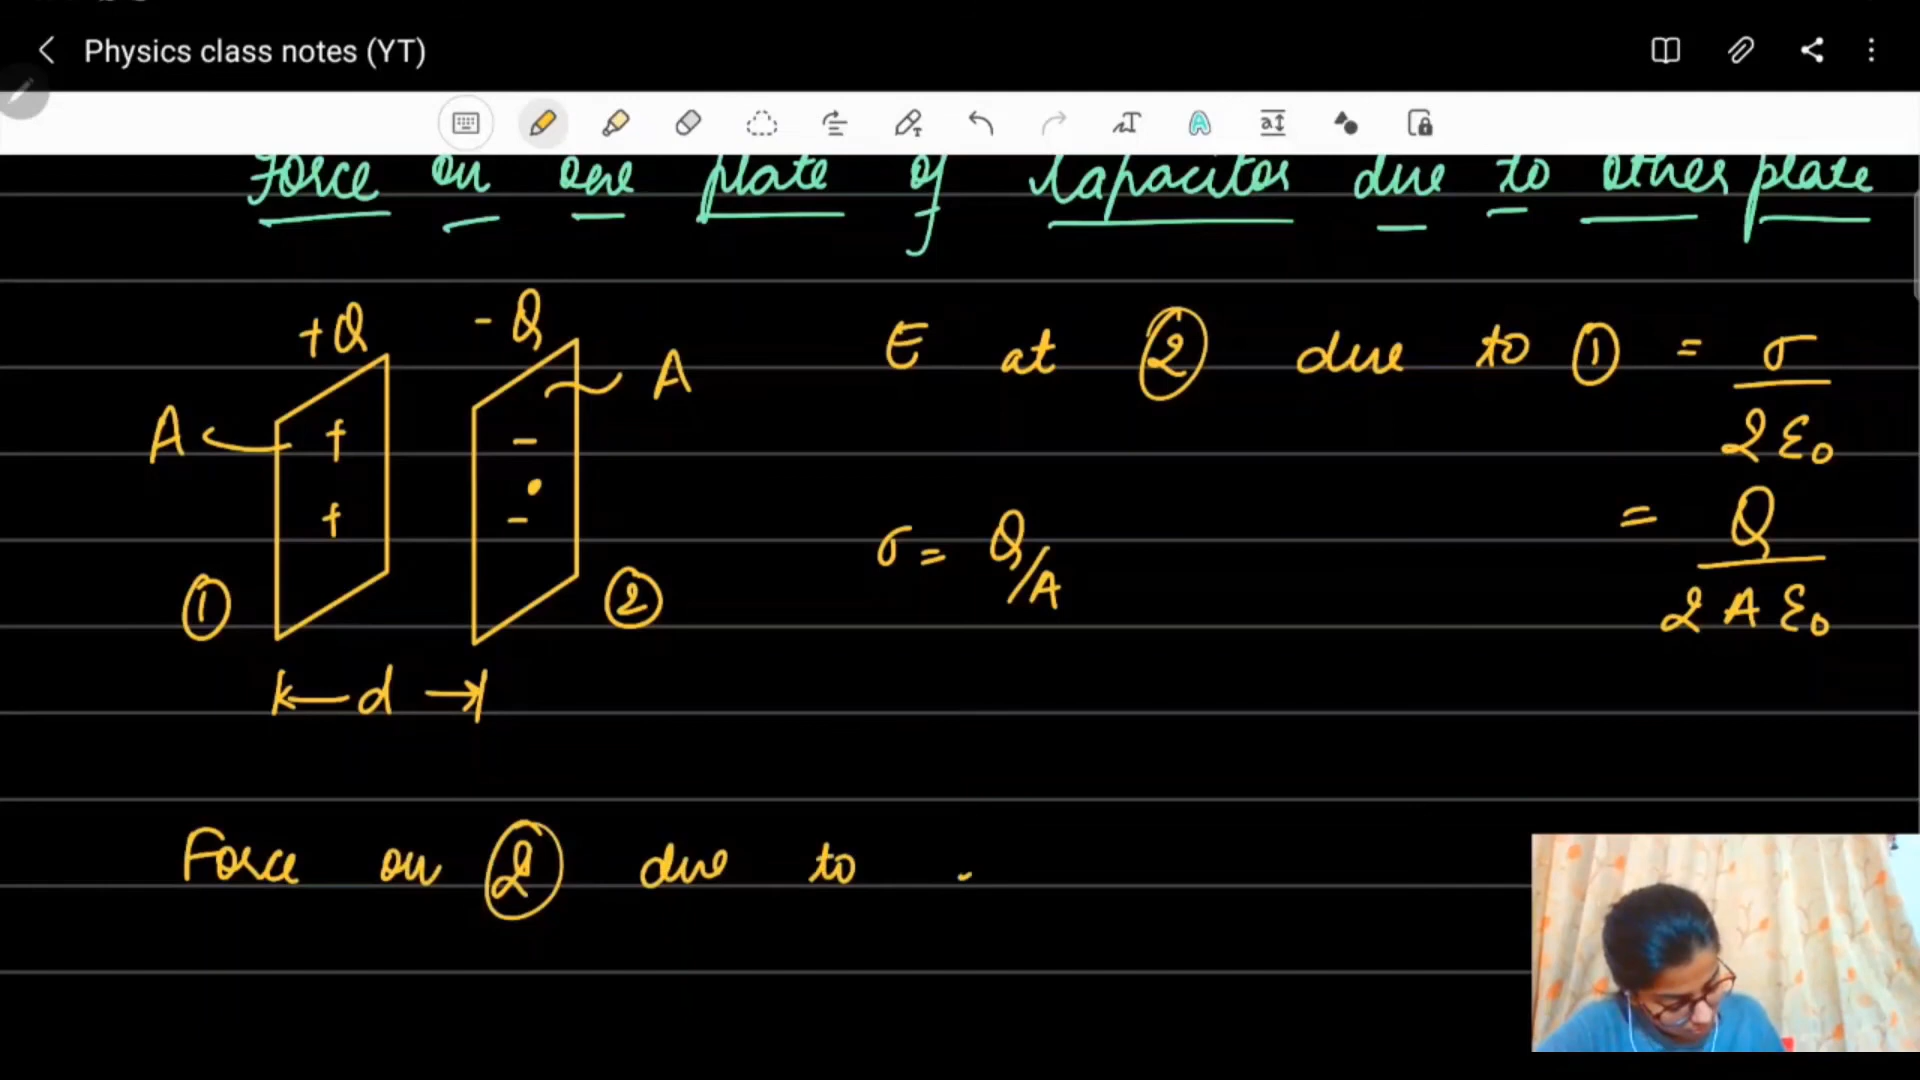 Physics class notes (YT)
Force on one plate of Capacitor due to other plate
+Q - Q
A A
+ -
+ -
① ②
d
E at ② due to ① = σ / 2ε₀
= Q / 2Aε₀
σ = Q/A
Force on ② due to